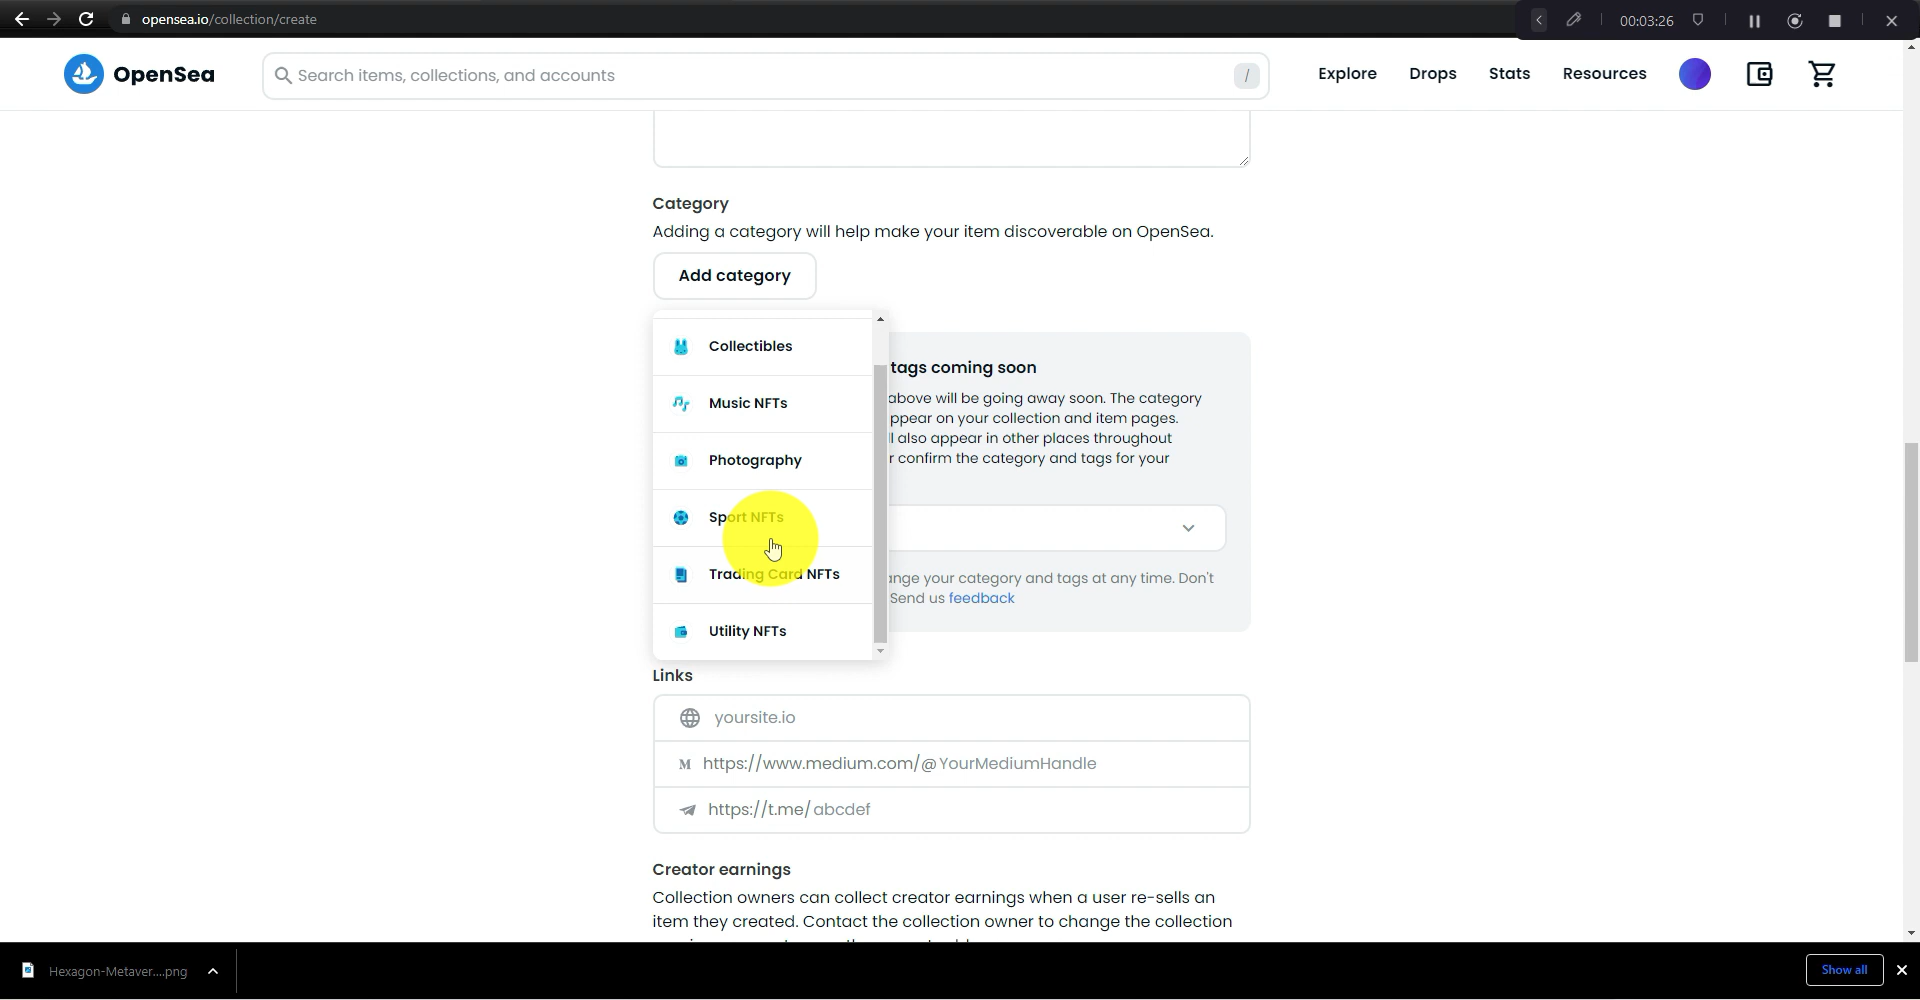 opensea.io/collection/create
00:03:26
OpenSea
Search items, collections, and accounts
/
Explore
Drops
Stats
Resources
Category
Adding a category will help make your item discoverable on OpenSea.
Add category
Collectibles
Music NFTs
Photography
Sport NFTs
Trading Card NFTs
Utility NFTs
tags coming soon
above will be going away soon. The category
ppear on your collection and item pages.
also appear in other places throughout
confirm the category and tags for your
ange your category and tags at any time. Don't
Send us feedback
Links
yoursite.io
https://www.medium.com/@YourMediumHandle
https://t.me/abcdef
Creator earnings
Collection owners can collect creator earnings when a user re-sells an
item they created. Contact the collection owner to change the collection
Hexagon-Metaver....png
Show all